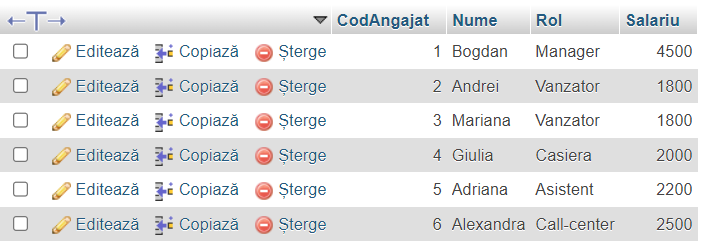 CodAngajat Nume Rol Salariu
Editează Copiază Șterge 1 Bogdan Manager 4500
Editează Copiază Șterge 2 Andrei Vanzator 1800
Editează Copiază Șterge 3 Mariana Vanzator 1800
Editează Copiază Șterge 4 Giulia Casiera 2000
Editează Copiază Șterge 5 Adriana Asistent 2200
Editează Copiază Șterge 6 Alexandra Call-center 2500